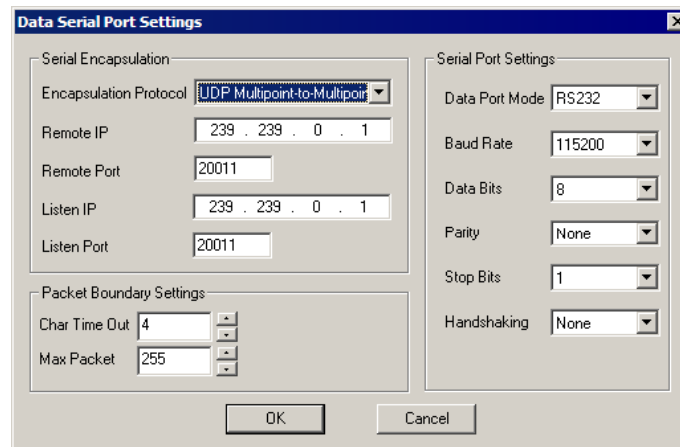 Data Serial Port Settings
Serial Encapsulation
Encapsulation Protocol UDP Multipoint-to-Multipoin
Remote IP 239 . 239 . 0 . 1
Remote Port 20011
Listen IP 239 . 239 . 0 . 1
Listen Port 20011
Packet Boundary Settings
Char Time Out 4
Max Packet 255
Serial Port Settings
Data Port Mode RS232
Baud Rate 115200
Data Bits 8
Parity None
Stop Bits 1
Handshaking None
OK Cancel